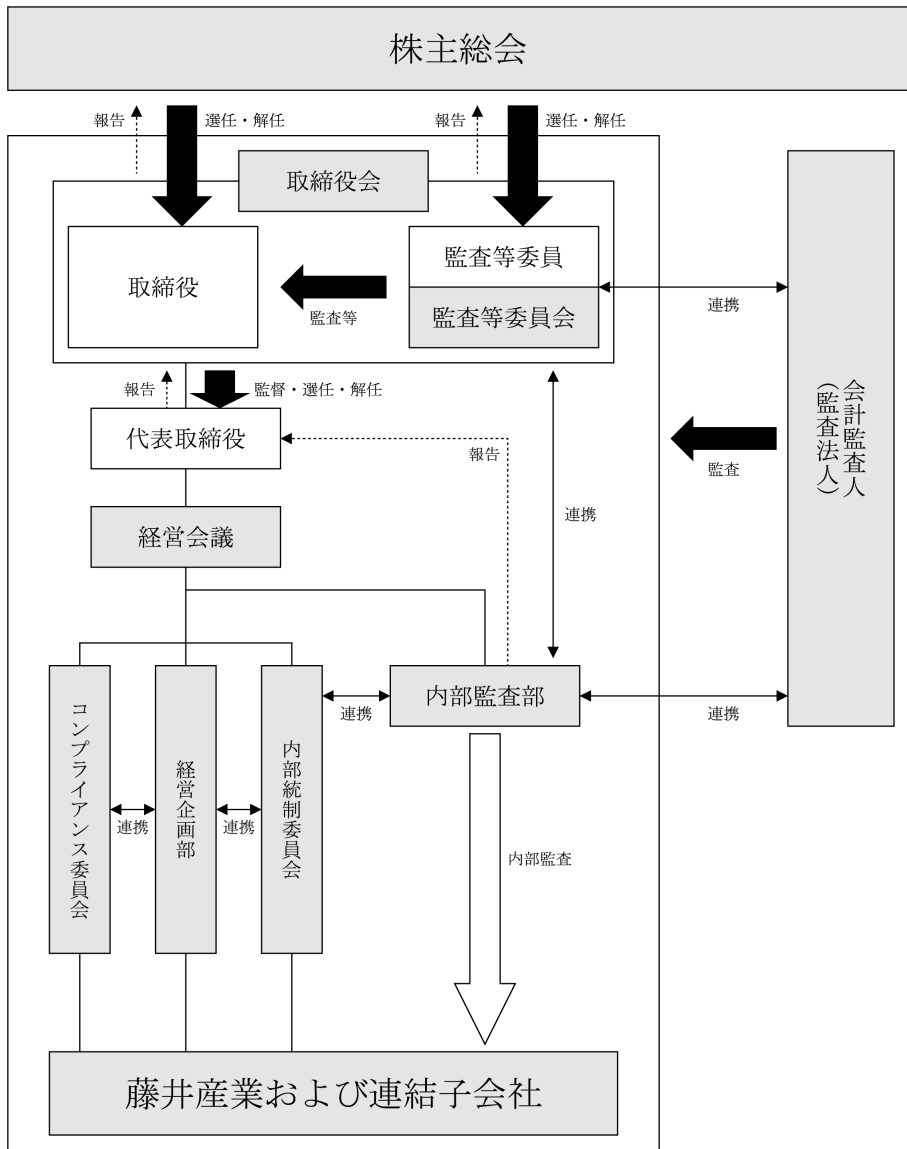 株主総会
報告
選任・解任
報告
選任・解任
取締役会
取締役
監査等
監査等委員
監査等委員会
連携
会計監査人
（監査法人）
監査
報告
監督・選任・解任
代表取締役
報告
連携
経営会議
コンプライアンス委員会
連携
経営企画部
連携
内部統制委員会
連携
内部監査部
連携
内部監査
藤井産業および連結子会社